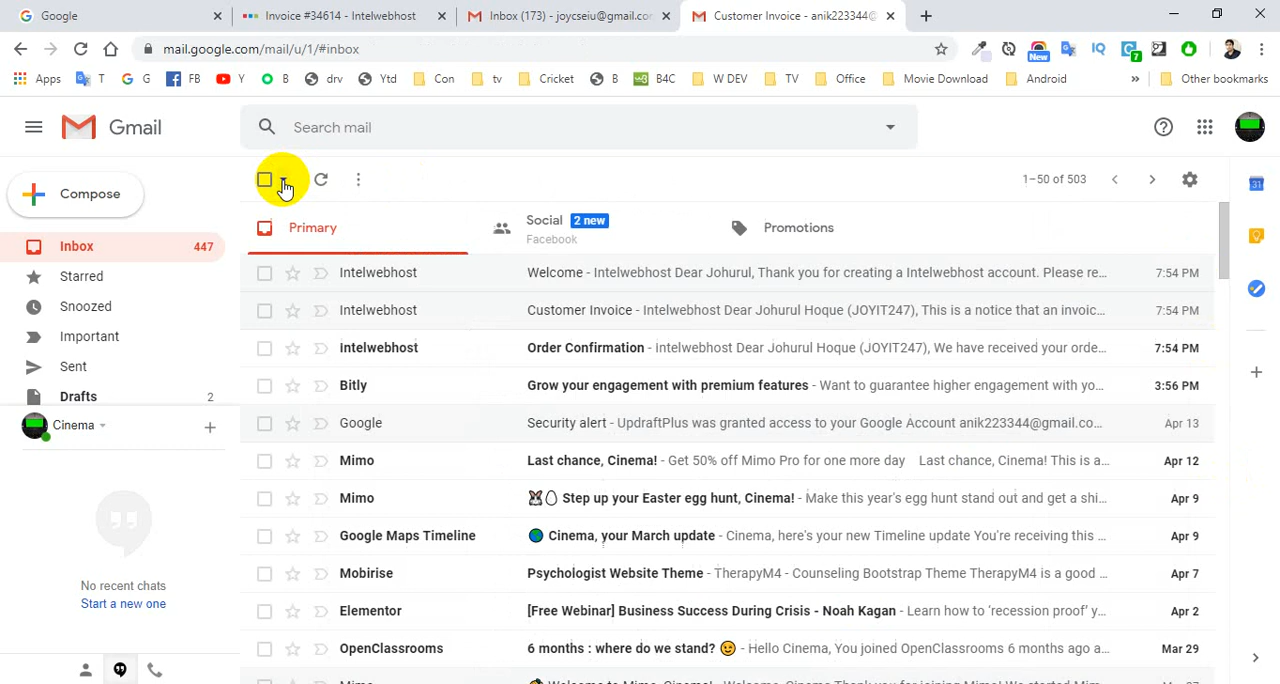 Google
Invoice #34614 - Intelwebhost
Inbox (173) - joycseiu@gmail.co
Customer Invoice - anik223344@
mail.google.com/mail/u/1/#inbox
New
7
Apps
T
G
FB
Y
B
drv
Ytd
Con
tv
Cricket
B
B4C
W DEV
TV
Office
Movie Download
Android
»
Other bookmarks
Gmail
Search mail
Compose
1–50 of 503
31
Inbox 447
Starred
Snoozed
Important
Sent
Drafts 2
Cinema
No recent chats
Start a new one
Primary
Social 2 new
Facebook
Promotions
Intelwebhost Welcome - Intelwebhost Dear Johurul, Thank you for creating a Intelwebhost account. Please re... 7:54 PM
Intelwebhost Customer Invoice - Intelwebhost Dear Johurul Hoque (JOYIT247), This is a notice that an invoic... 7:54 PM
Intelwebhost Order Confirmation - Intelwebhost Dear Johurul Hoque (JOYIT247), We have received your orde... 7:54 PM
Bitly Grow your engagement with premium features - Want to guarantee higher engagement with yo... 3:56 PM
Google Security alert - UpdraftPlus was granted access to your Google Account anik223344@gmail.co... Apr 13
Mimo Last chance, Cinema! - Get 50% off Mimo Pro for one more day Last chance, Cinema! This is a... Apr 12
Mimo 🐰🥚 Step up your Easter egg hunt, Cinema! - Make this year's egg hunt stand out and get a shi... Apr 9
Google Maps Timeline 🌎 Cinema, your March update - Cinema, here's your new Timeline update You're receiving this ... Apr 9
Mobirise Psychologist Website Theme - TherapyM4 - Counseling Bootstrap Theme TherapyM4 is a good ... Apr 7
Elementor [Free Webinar] Business Success During Crisis - Noah Kagan - Learn how to 'recession proof' y... Apr 2
OpenClassrooms 6 months : where do we stand? 😉 - Hello Cinema, You joined OpenClassrooms 6 months ago a... Mar 29